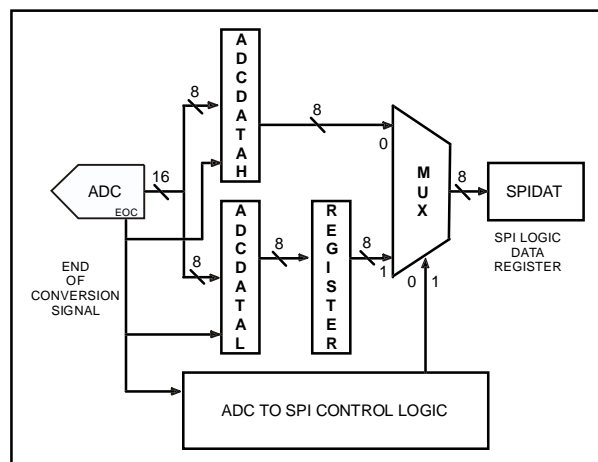 ADCDATAH
8
8
0
ADC
EOC
16
MUX
8
SPIDAT
SPI LOGIC
DATA
REGISTER
ADCDATAL
8
REGISTER
8
1
0
1
8
END
OF
CONVERSION
SIGNAL
ADC TO SPI CONTROL LOGIC